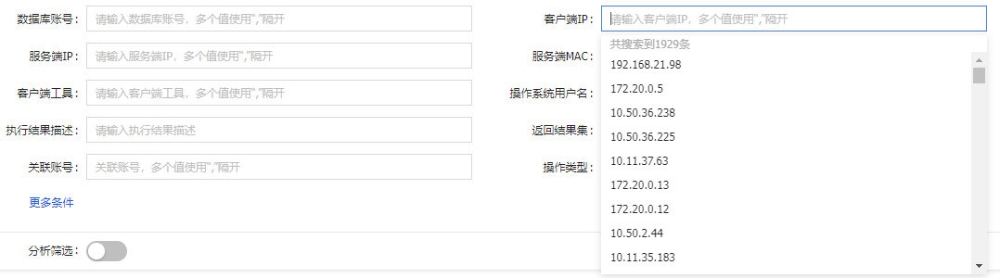 数据库账号： 请输入数据库账号，多个值使用“,”隔开
客户端IP： 请输入客户端IP，多个值使用“,”隔开
共搜索到1929条
192.168.21.98
172.20.0.5
10.50.36.238
10.50.36.225
10.11.37.63
172.20.0.13
172.20.0.12
10.50.2.44
10.11.35.183
服务端IP： 请输入服务端IP，多个值使用“,”隔开
服务端MAC：
客户端工具： 请输入客户端工具，多个值使用“,”隔开
操作系统用户名：
执行结果描述： 请输入执行结果描述
返回结果集：
关联账号： 关联账号，多个值使用“,”隔开
操作类型：
更多条件
分析筛选：